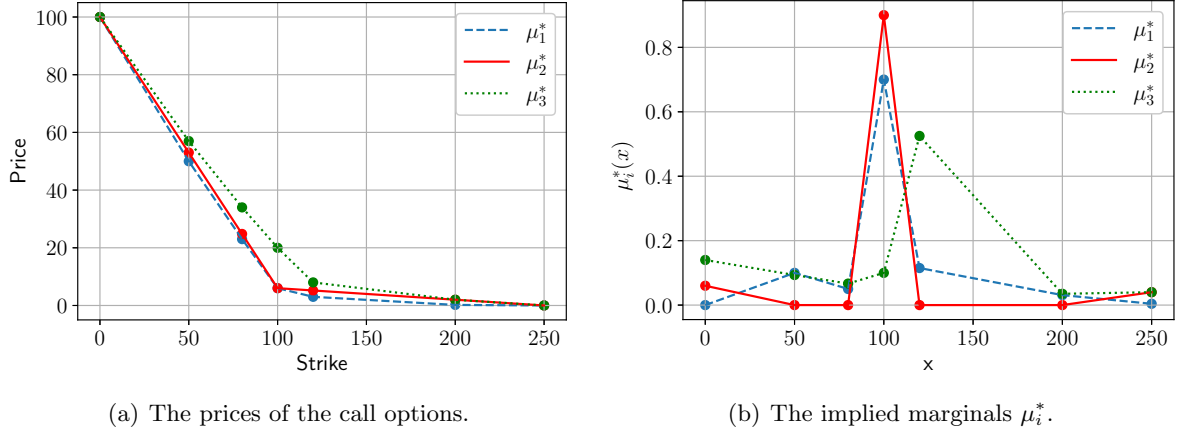 100
80
60
40
20
0
Price
0
50
100
150
200
250
Strike
μ₁*
μ₂*
μ₃*
(a) The prices of the call options.
0.8
0.6
0.4
0.2
0.0
μᵢ*(x)
0
50
100
150
200
250
x
μ₁*
μ₂*
μ₃*
(b) The implied marginals μᵢ*.